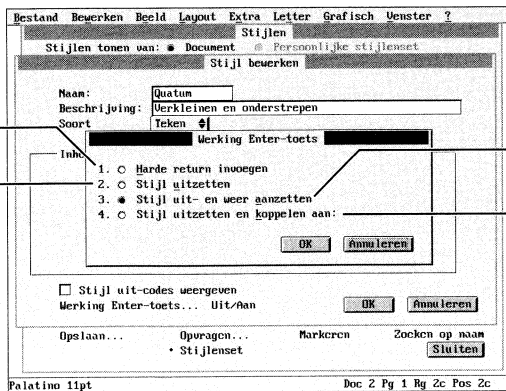 Bestand Bewerken Beeld Layout Extra Letter Grafisch Venster ?
Stijlen
Stijlen tonen van: Document Persoonlijke stijlenset
Stijl bewerken
Naam: Quatum
Beschrijving: Verkleinen en onderstrepen
Soort Teken
Werking Enter-toets
Inho
1. Harde return invoegen
2. Stijl uitzetten
3. Stijl uit- en weer aanzetten
4. Stijl uitzetten en koppelen aan:
OK Annuleren
Stijl uit-codes weergeven
Werking Enter-toets... Uit/Aan OK Annuleren
Opslaan... Opvragen... Markeren Zoeken op naam
• Stijlenset Sluiten
Palatino 11pt Doc 2 Pg 1 Rg 2c Pos 2c